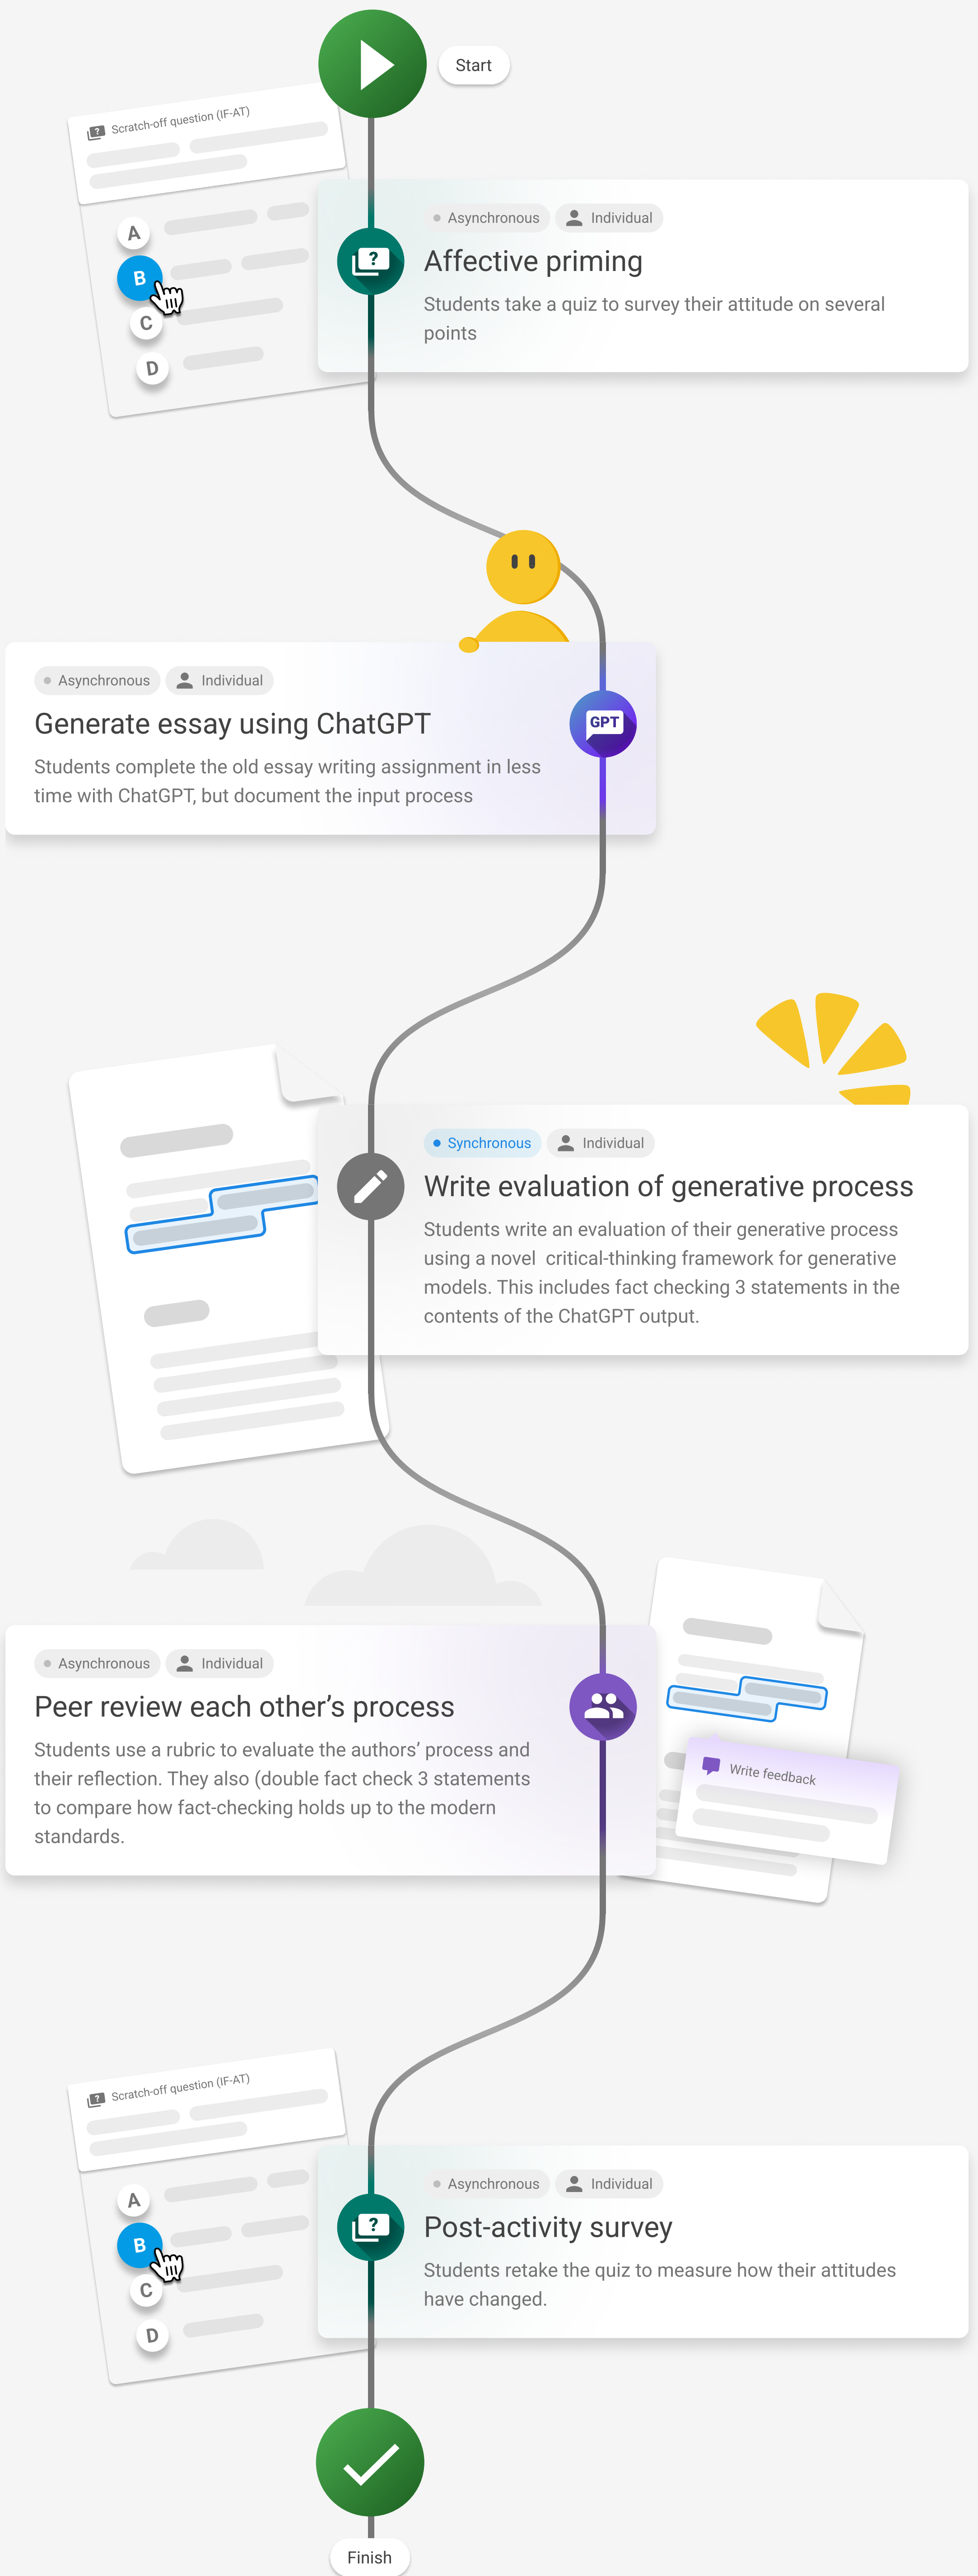 Start
Scratch-off question (IF-AT)
A
B
C
D
Asynchronous Individual
Affective priming
Students take a quiz to survey their attitude on several
points
Asynchronous Individual
Generate essay using ChatGPT
GPT
Students complete the old essay writing assignment in less
time with ChatGPT, but document the input process
Synchronous Individual
Write evaluation of generative process
Students write an evaluation of their generative process
using a novel critical-thinking framework for generative
models. This includes fact checking 3 statements in the
contents of the ChatGPT output.
Asynchronous Individual
Peer review each other’s process
Students use a rubric to evaluate the authors’ process and
their reflection. They also (double fact check 3 statements
to compare how fact-checking holds up to the modern
standards.
Write feedback
Scratch-off question (IF-AT)
A
B
C
D
Asynchronous Individual
Post-activity survey
Students retake the quiz to measure how their attitudes
have changed.
Finish